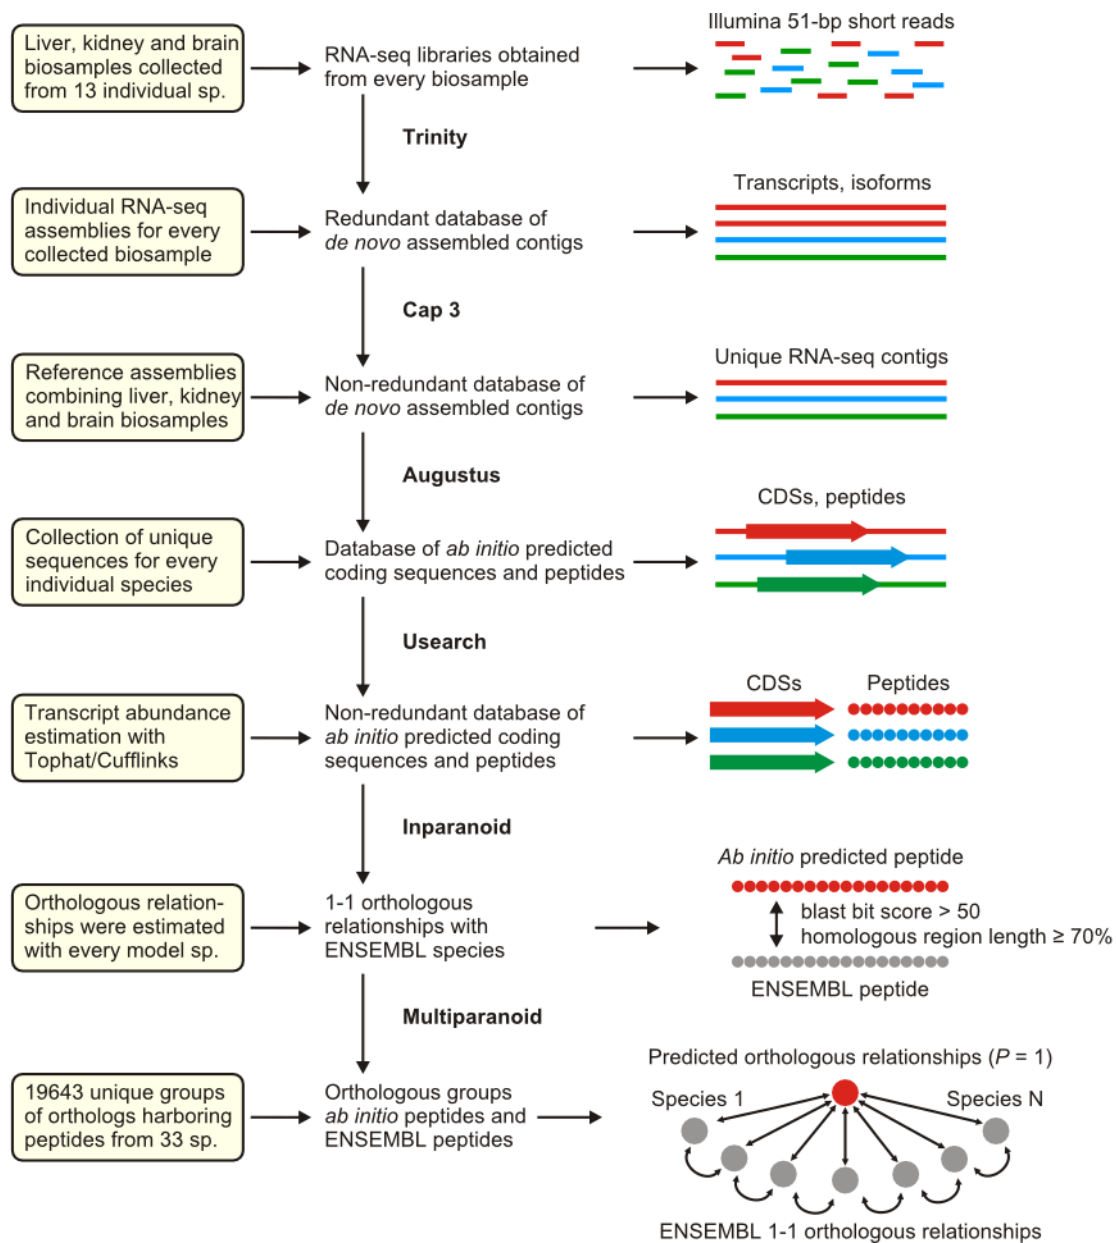 Liver, kidney and brain
biosamples collected
from 13 individual sp.
RNA-seq libraries obtained
from every biosample
Illumina 51-bp short reads
Trinity
Individual RNA-seq
assemblies for every
collected biosample
Redundant database of
de novo assembled contigs
Transcripts, isoforms
Cap 3
Reference assemblies
combining liver, kidney
and brain biosamples
Non-redundant database of
de novo assembled contigs
Unique RNA-seq contigs
Augustus
Collection of unique
sequences for every
individual species
Database of ab initio predicted
coding sequences and peptides
CDSs, peptides
Usearch
Transcript abundance
estimation with
Tophat/Cufflinks
Non-redundant database of
ab initio predicted coding
sequences and peptides
CDSs
Peptides
Inparanoid
Orthologous relation-
ships were estimated
with every model sp.
1-1 orthologous
relationships with
ENSEMBL species
Ab initio predicted peptide
blast bit score > 50
homologous region length ≥ 70%
ENSEMBL peptide
Multiparanoid
19643 unique groups
of orthologs harboring
peptides from 33 sp.
Orthologous groups
ab initio peptides and
ENSEMBL peptides
Predicted orthologous relationships (P = 1)
Species 1
Species N
ENSEMBL 1-1 orthologous relationships